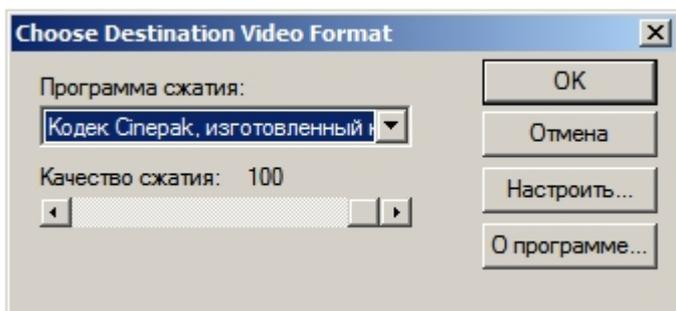 Choose Destination Video Format
Программа сжатия:
Кодек Cinepak, изготовленный
Качество сжатия: 100
OK
Отмена
Настроить...
О программе...